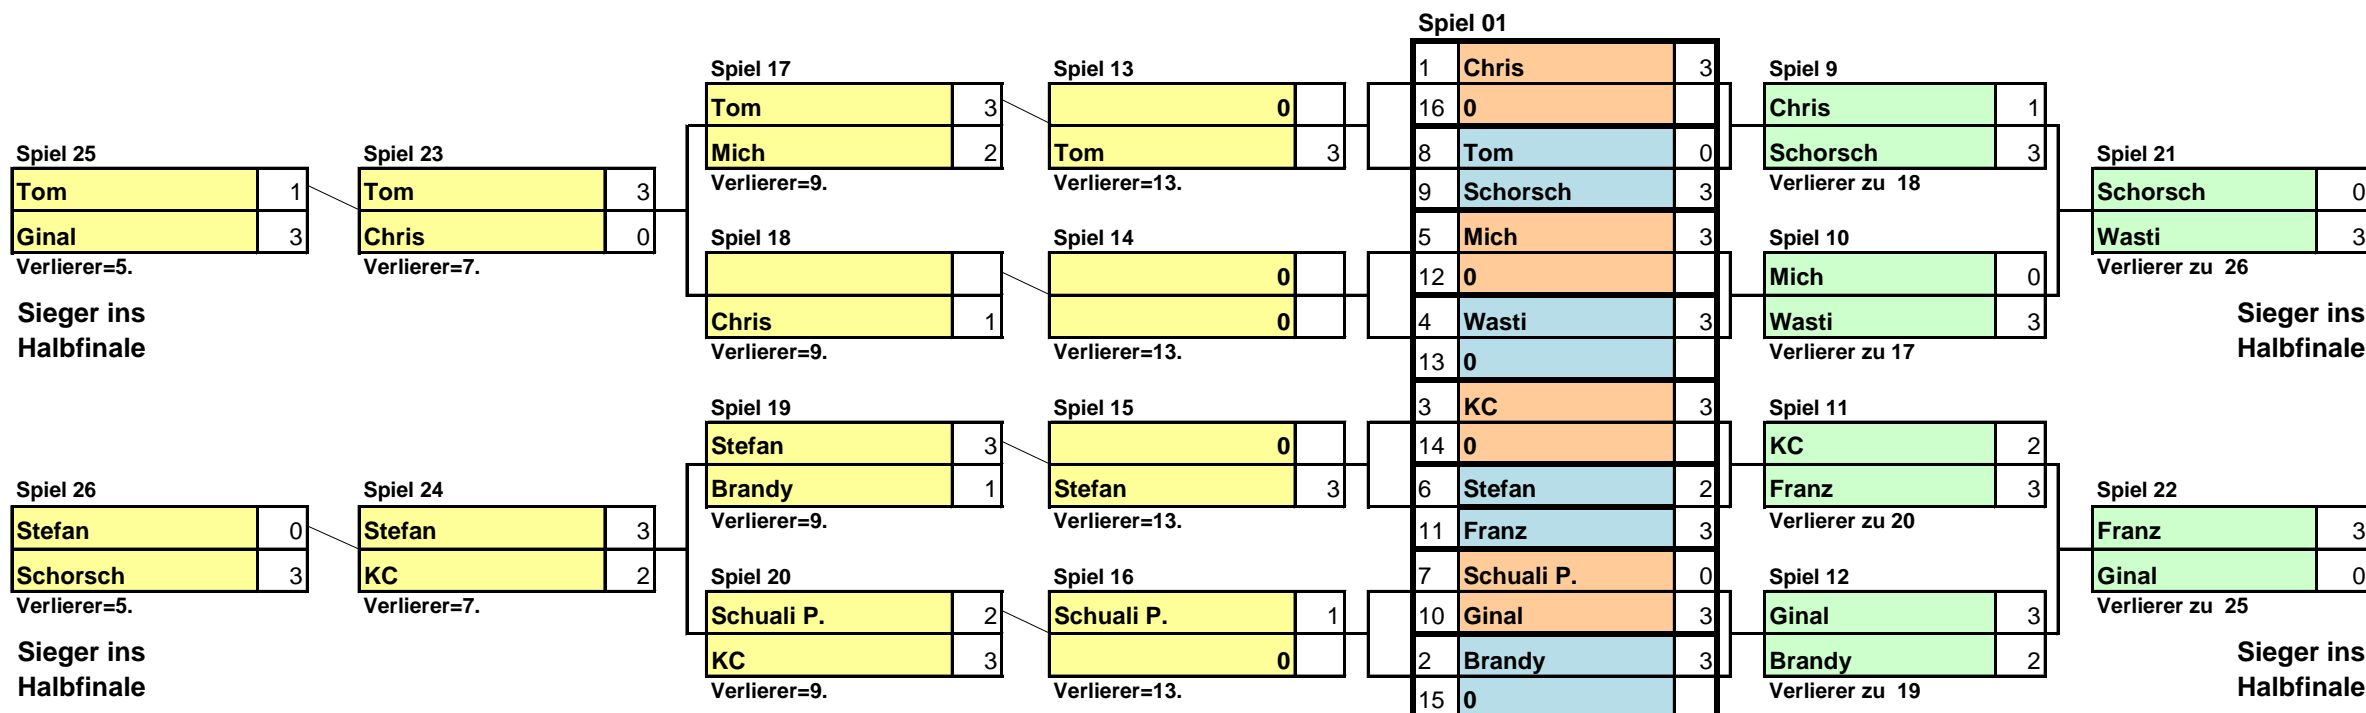 Spiel 01
1 Chris 3
Spiel 17 Spiel 13 Spiel 9
Tom 3 0 16 0 Chris 1
Spiel 25 Spiel 23 Mich 2 Tom 3 8 Tom 0 Schorsch 3 Spiel 21
Tom 1 Tom 3 Verlierer=9. Verlierer=13. 9 Schorsch 3 Verlierer zu 18 Schorsch 0
Ginal 3 Chris 0 Spiel 18 Spiel 14 5 Mich 3 Spiel 10 Wasti 3
Verlierer=5. Verlierer=7. 0 12 0 Mich 0 Verlierer zu 26
Sieger ins Chris 1 0 4 Wasti 3 Wasti 3 Sieger ins
Halbfinale Verlierer=9. Verlierer=13. 13 0 Verlierer zu 17 Halbfinale
Spiel 19 Spiel 15 3 KC 3 Spiel 11
Stefan 3 0 14 0 KC 2
Spiel 26 Spiel 24 Brandy 1 Stefan 3 6 Stefan 2 Franz 3 Spiel 22
Stefan 0 Stefan 3 Verlierer=9. Verlierer=13. 11 Franz 3 Verlierer zu 20 Franz 3
Schorsch 3 KC 2 Spiel 20 Spiel 16 7 Schuali P. 0 Spiel 12 Ginal 0
Verlierer=5. Verlierer=7. Schuali P. 2 Schuali P. 1 10 Ginal 3 Ginal 3 Verlierer zu 25
Sieger ins KC 3 0 2 Brandy 3 Brandy 2 Sieger ins
Halbfinale Verlierer=9. Verlierer=13. 15 0 Verlierer zu 19 Halbfinale